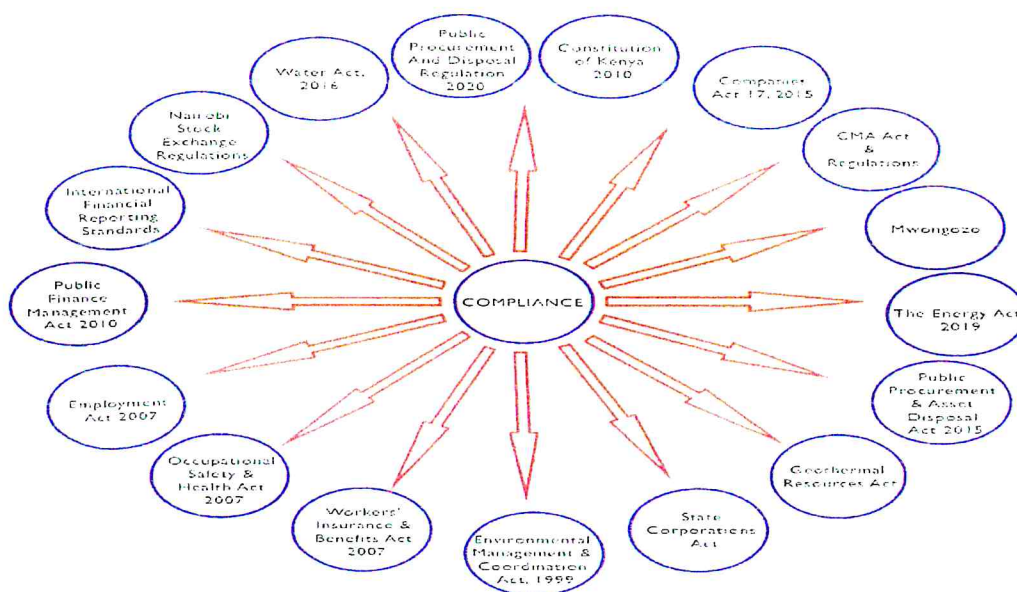 Public
Procurement
And Disposal
Regulation
2020
Constitution
of Kenya
2010
Companies
Act 17, 2015
CMA Act
&
Regulations
Mwongozo
The Energy Act
2019
Public
Procurement
& Asset
Disposal
Act 2015
Geothermal
Resources Act
State
Corporations
Act
Environmental
Management &
Coordination
Act, 1999
Workers'
Insurance &
Benefits Act
2007
Occupational
Safety &
Health Act
2007
Employment
Act 2007
Public
Finance
Management
Act 2010
International
Financial
Reporting
Standards
Nairobi
Stock
Exchange
Regulations
Water Act,
2016
COMPLIANCE